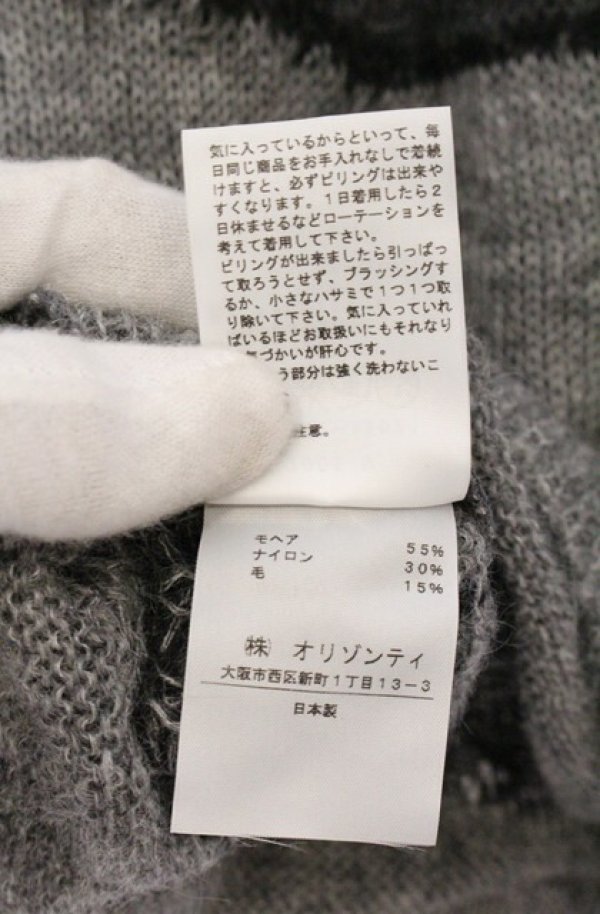 気に入っているからといって、毎
日同じ商品をお手入れなしで着続
けますと、必ずピリングは出来や
すくなります。1日着用したら2
日休ませるなどローテーションを
考えて着用して下さい。
ピリングが出来ましたら引っぱっ
て取ろうとせず、ブラッシングす
るか、小さなハサミで1つ1つ取
り除いて下さい。気に入っていれ
ばいるほどお取扱いにもそれなり
気づかいが肝心です。
う部分は強く洗わないこ
注意。
モヘア 55%
ナイロン 30%
毛 15%
㈱ オリゾンティ
大阪市西区新町1丁目13-3
日本製